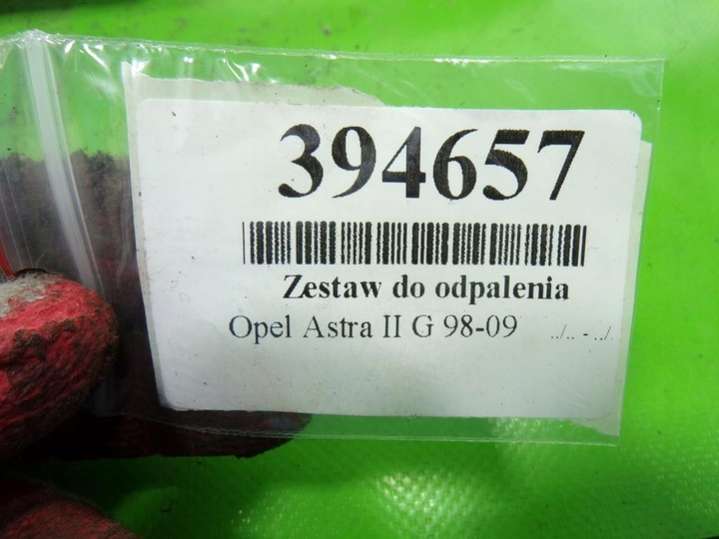 394657
Zestaw do odpalenia
Opel Astra II G 98-09 ../.. - ../